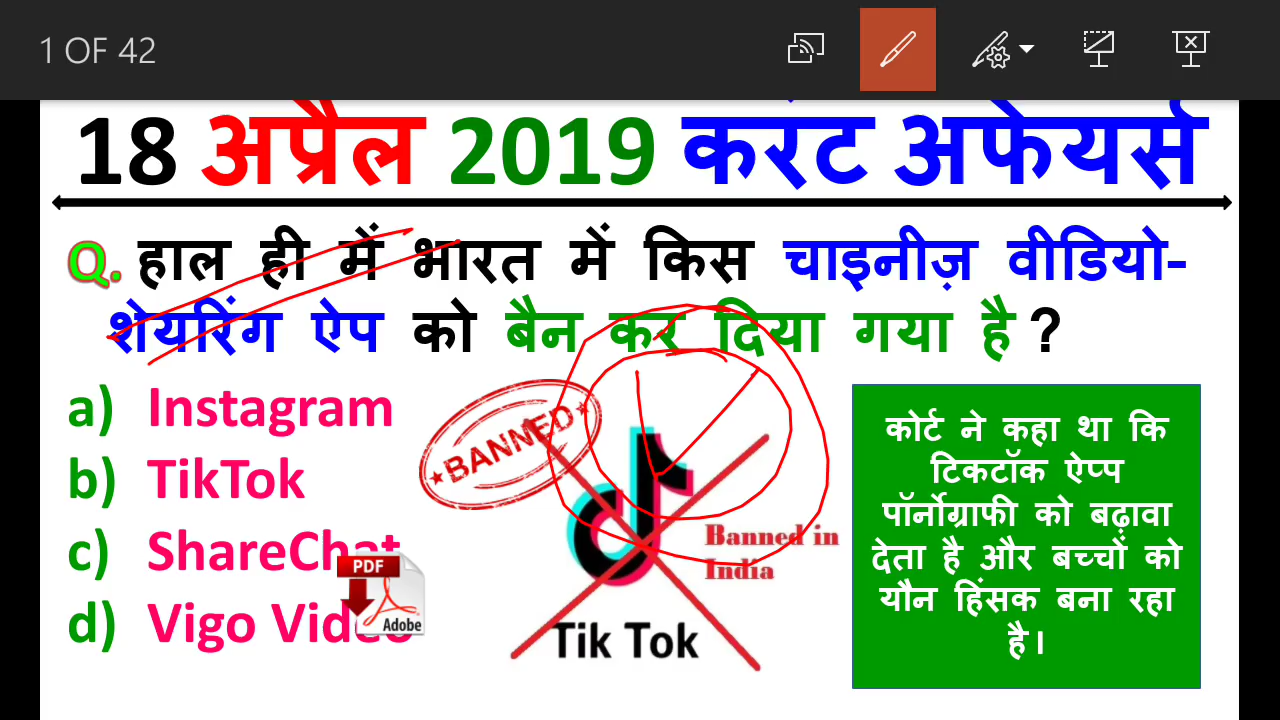 1 OF 42
18 अप्रैल 2019 करंट अफेयर्स
Q. हाल ही में भारत में किस चाइनीज़ वीडियो-
शेयरिंग ऐप को बैन कर दिया गया है ?
a) Instagram
b) TikTok
c) ShareChat
d) Vigo Video
PDF
Adobe
BANNED
Banned in
India
Tik Tok
कोर्ट ने कहा था कि
टिकटॉक ऐप्प
पॉर्नोग्राफी को बढ़ावा
देता है और बच्चों को
यौन हिंसक बना रहा
है।